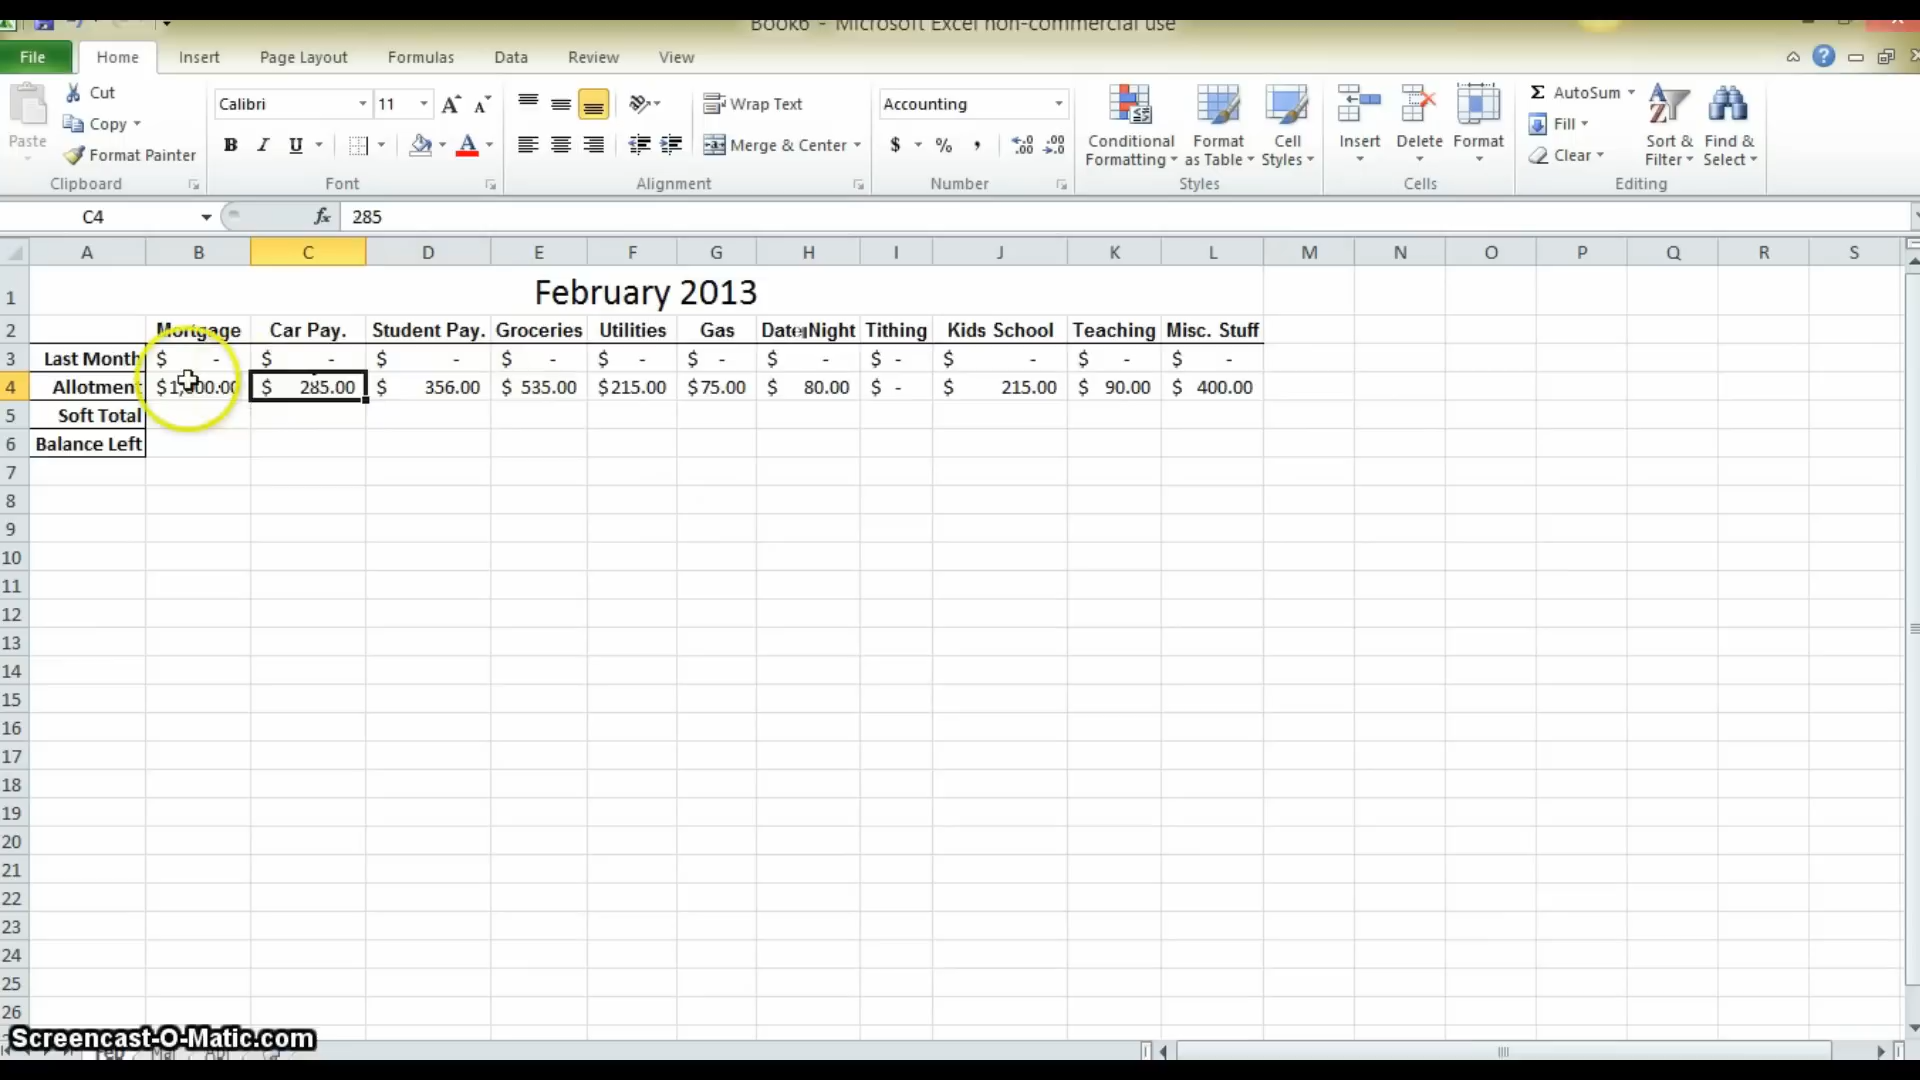 Book6 - Microsoft Excel non-commercial use
File Home Insert Page Layout Formulas Data Review View
Paste
Cut
Copy
Format Painter
Clipboard
Calibri 11
B I U
Font
Wrap Text
Merge & Center
Alignment
Accounting
$ % ,
Number
Conditional Formatting
Format as Table
Cell Styles
Styles
Insert Delete Format
Cells
AutoSum
Fill
Clear
Sort & Filter
Find & Select
Editing
C4 fx 285
A B C D E F G H I J K L M N O P Q R S
1 February 2013
2 Mortgage Car Pay. Student Pay. Groceries Utilities Gas Date Night Tithing Kids School Teaching Misc. Stuff
3 Last Month $ - $ - $ - $ - $ - $ - $ - $ - $ - $ - $ -
4 Allotment $ 285.00 $ 356.00 $ 535.00 $ 215.00 $ 75.00 $ 80.00 $ - $ 215.00 $ 90.00 $ 400.00
5 Soft Total
6 Balance Left
7
8
9
10
11
12
13
14
15
16
17
18
19
20
21
22
23
24
25
26
Screencast-O-Matic.com